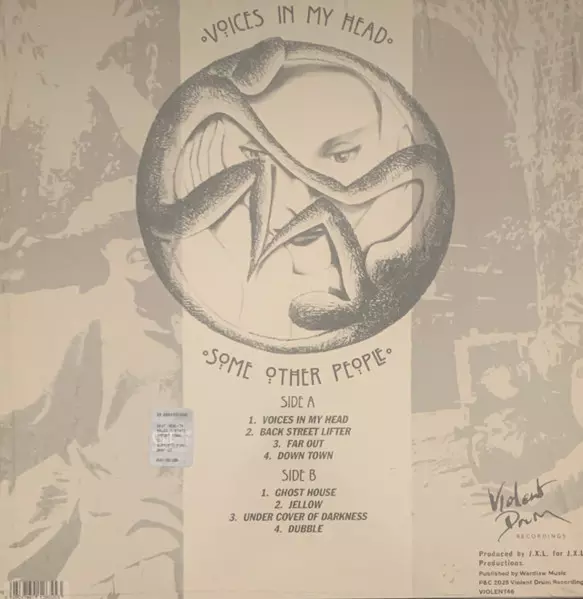 VOICES IN MY HEAD
SOME OTHER PEOPLE
SIDE A
1. VOICES IN MY HEAD
2. BACK STREET LIFTER
3. FAR OUT
4. DOWN TOWN
SIDE B
1. GHOST HOUSE
2. JELLOW
3. UNDER COVER OF DARKNESS
4. DUBBLE
Violent
Drum
RECORDINGS
Produced by J.X.L. for J.X.L
Productions
Published by Wardlaw Music
P&C 2025 Violent Drum Recording
VIOLENT46